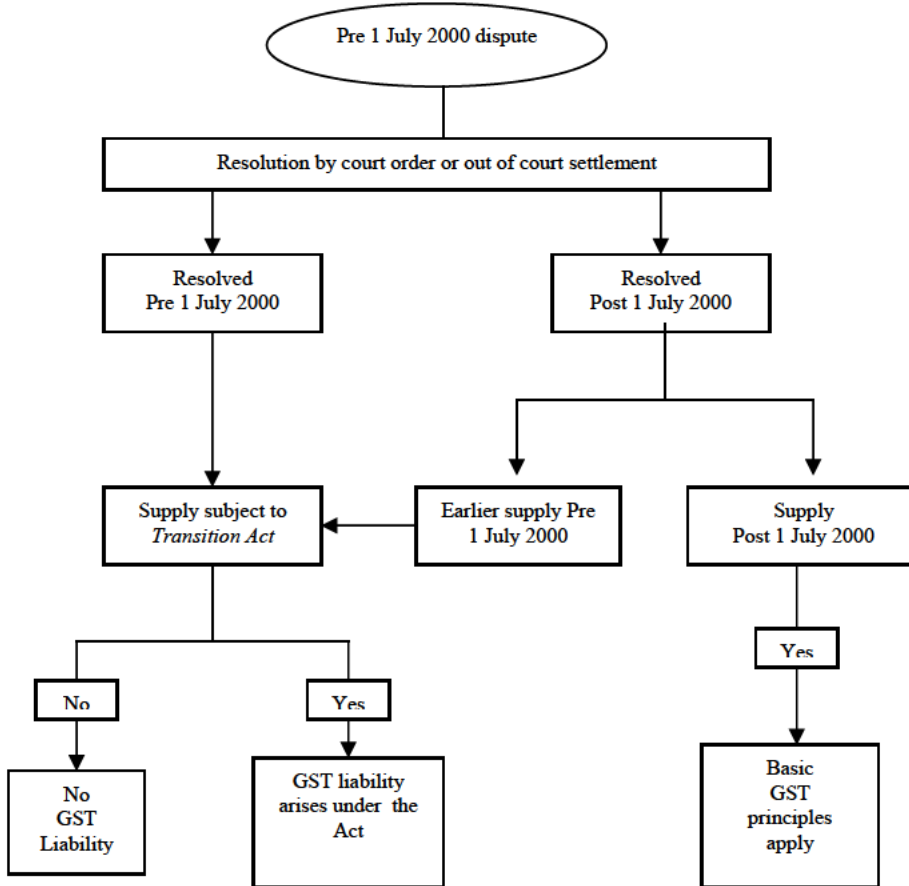 Pre 1 July 2000 dispute
Resolution by court order or out of court settlement
Resolved
Pre 1 July 2000
Resolved
Post 1 July 2000
Supply subject to
Transition Act
Earlier supply Pre
1 July 2000
Supply
Post 1 July 2000
Yes
No
Yes
No
GST
Liability
GST liability
arises under the
Act
Basic
GST
principles
apply